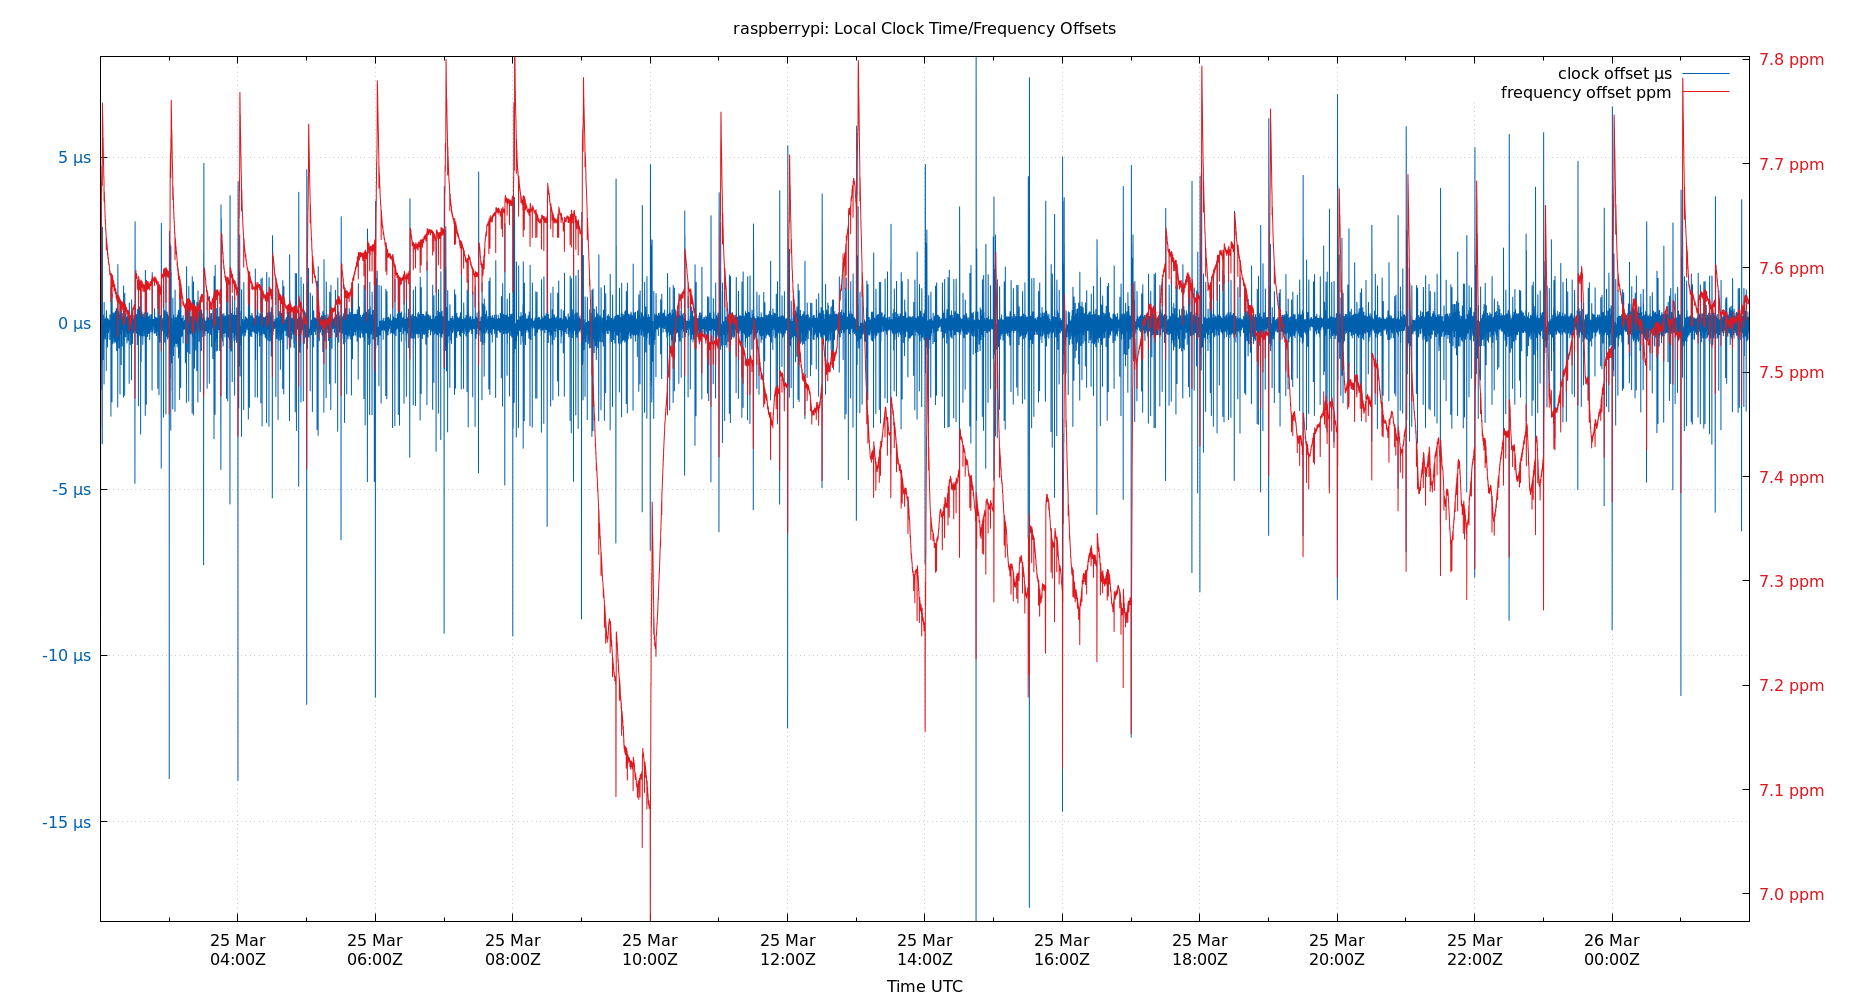 raspberrypi: Local Clock Time/Frequency Offsets
clock offset µs
frequency offset ppm
5 µs
0 µs
-5 µs
-10 µs
-15 µs
7.8 ppm
7.7 ppm
7.6 ppm
7.5 ppm
7.4 ppm
7.3 ppm
7.2 ppm
7.1 ppm
7.0 ppm
25 Mar
04:00Z
25 Mar
06:00Z
25 Mar
08:00Z
25 Mar
10:00Z
25 Mar
12:00Z
25 Mar
14:00Z
25 Mar
16:00Z
25 Mar
18:00Z
25 Mar
20:00Z
25 Mar
22:00Z
26 Mar
00:00Z
Time UTC